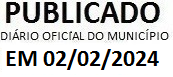 PUBLICADO
DIÁRIO OFICIAL DO MUNICÍPIO
EM 02/02/2024